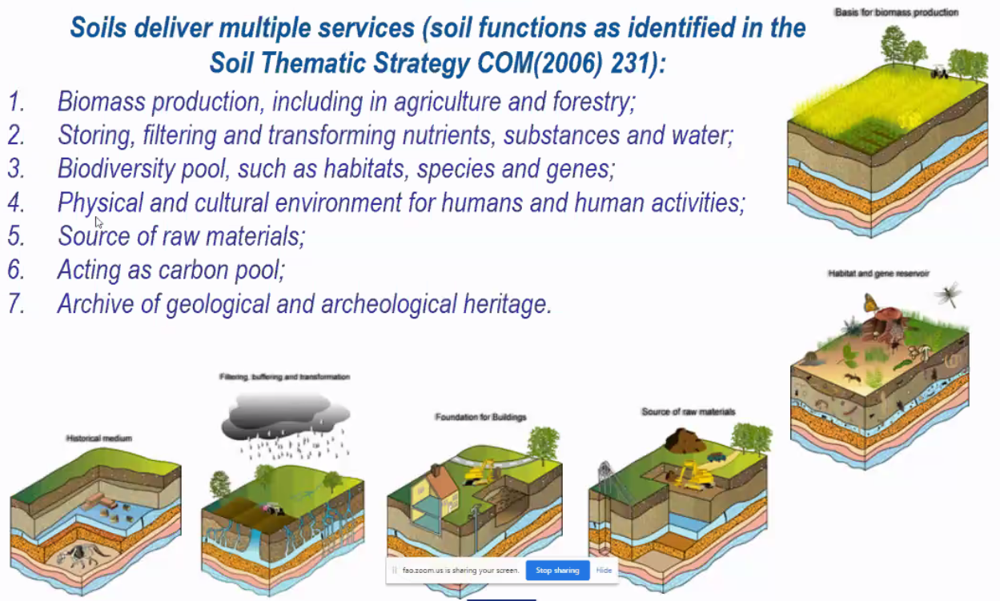 Soils deliver multiple services (soil functions as identified in the
Soil Thematic Strategy COM(2006) 231):
1. Biomass production, including in agriculture and forestry;
2. Storing, filtering and transforming nutrients, substances and water;
3. Biodiversity pool, such as habitats, species and genes;
4. Physical and cultural environment for humans and human activities;
5. Source of raw materials;
6. Acting as carbon pool;
7. Archive of geological and archeological heritage.
Basis for biomass production
Habitat and gene reservoir
Historical medium
Filtering, buffering and transformation
Foundation for Buildings
Source of raw materials
fao.zoom.us is sharing your screen.
Stop sharing
Hide